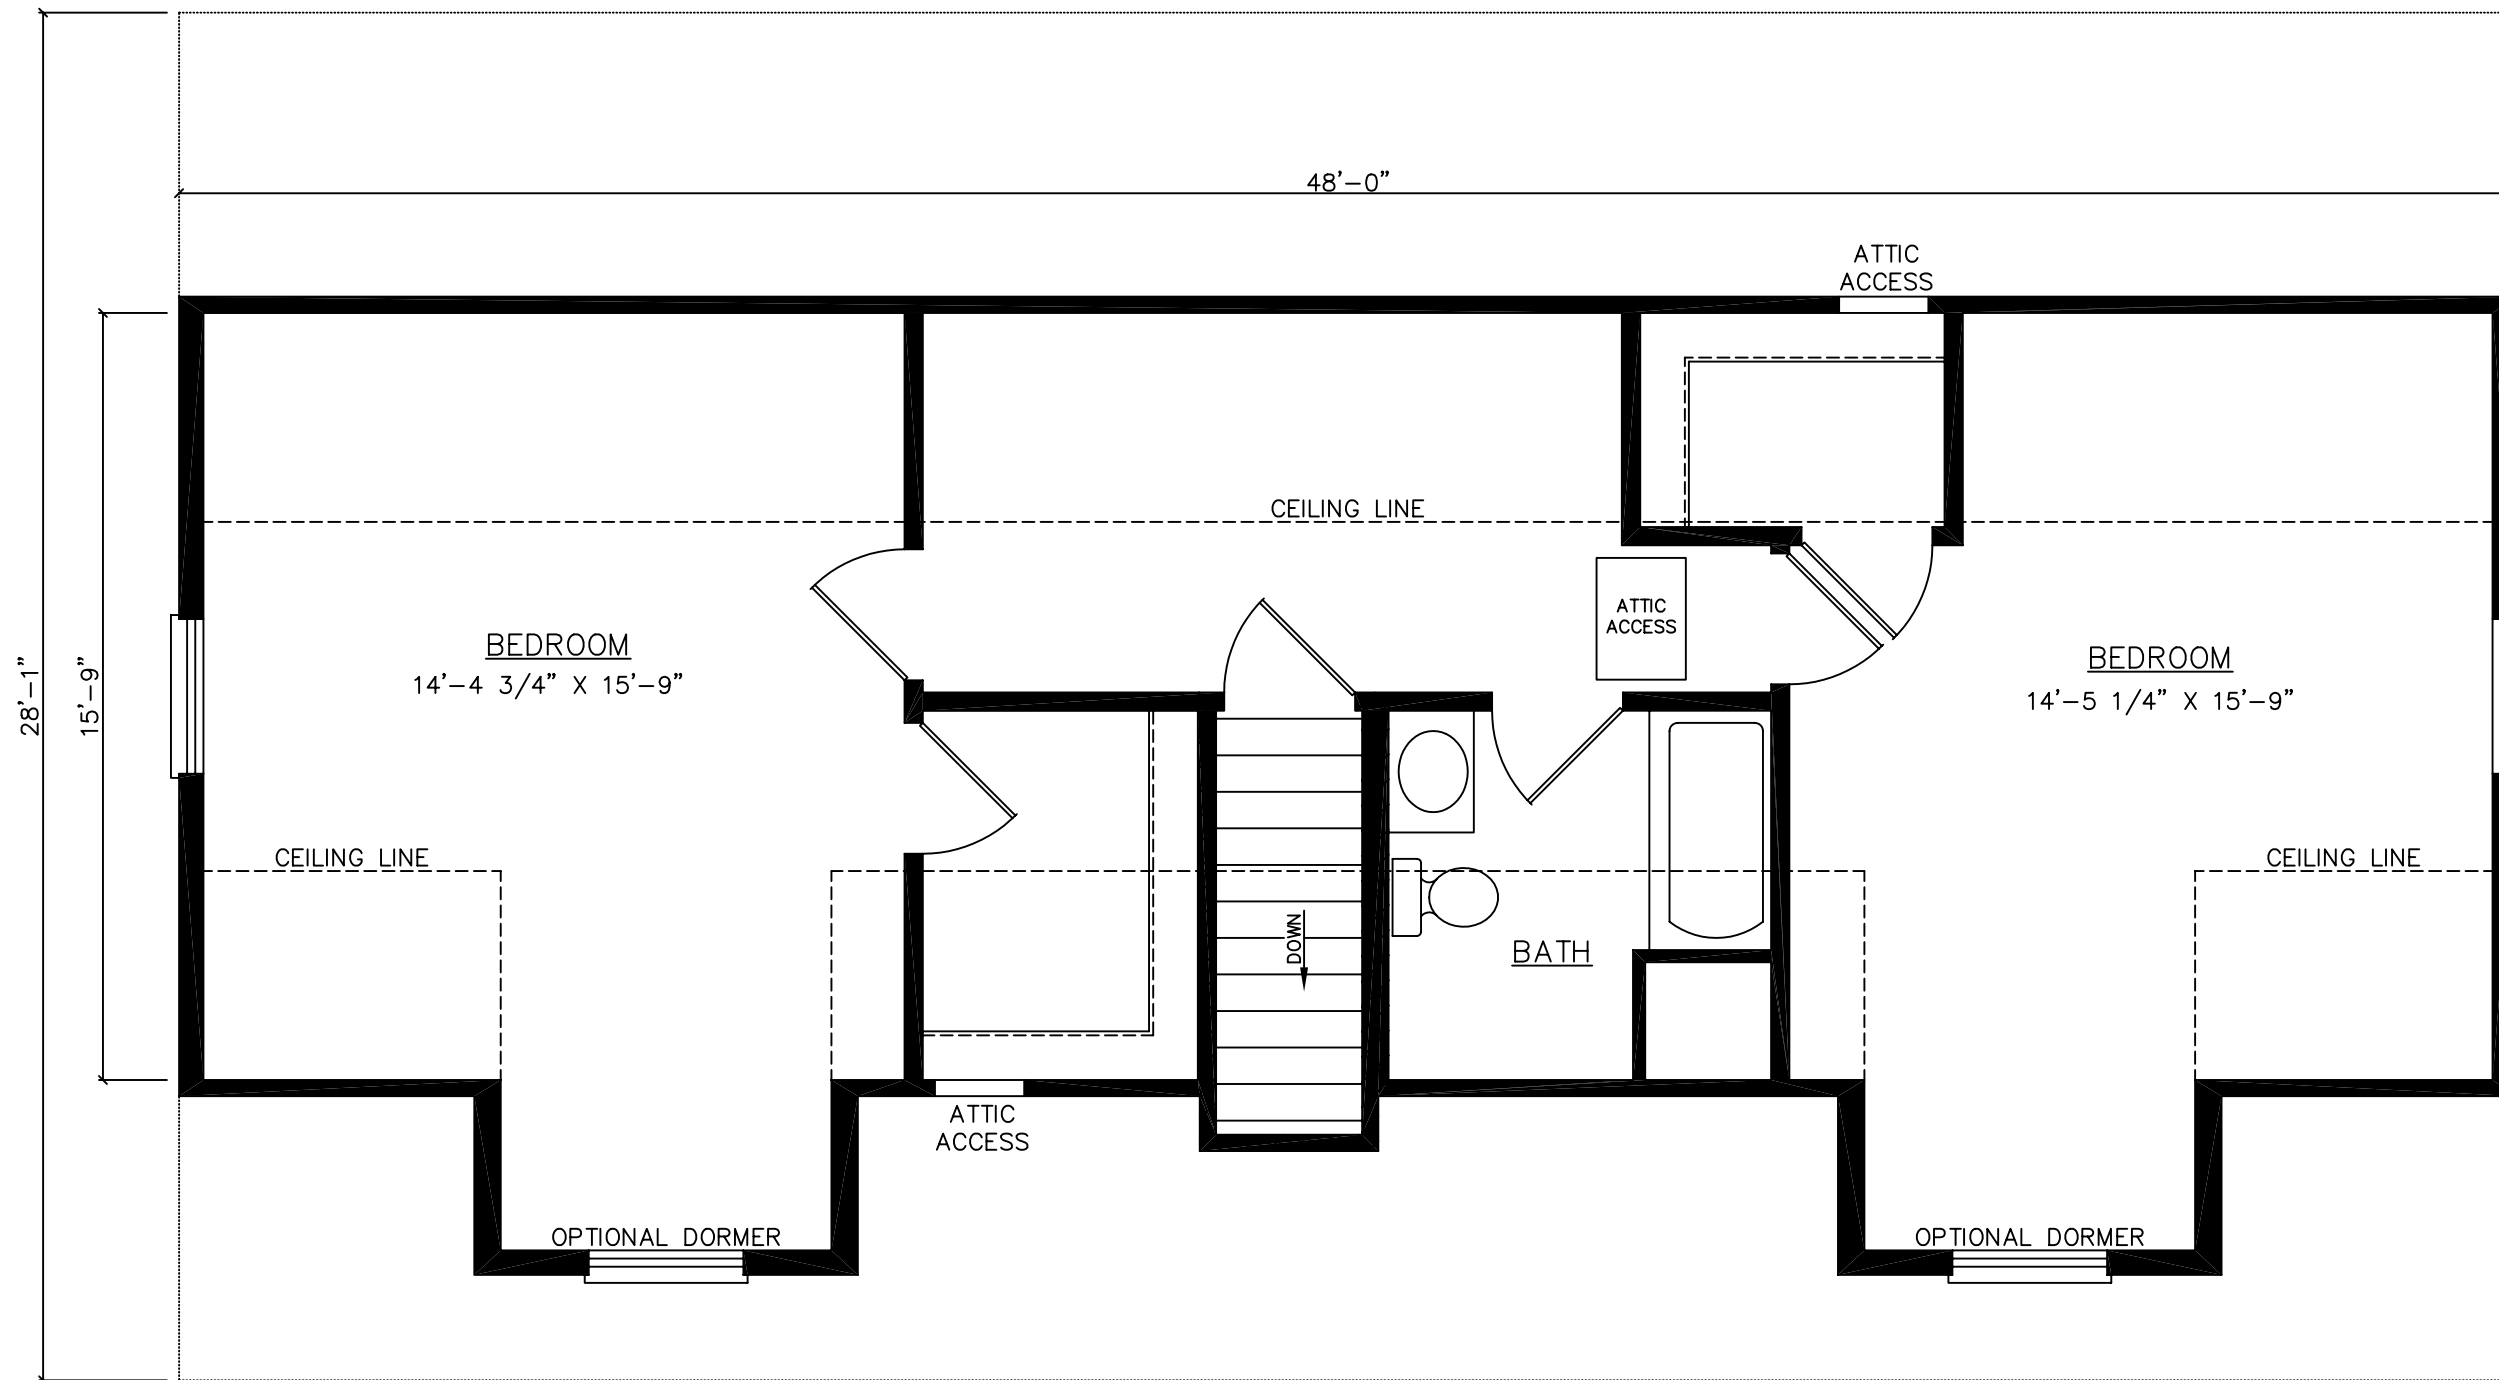 48'-0"
ATTIC
ACCESS
28'-1"
15'-9"
CEILING LINE
ATTIC
ACCESS
BEDROOM
14'-4 3/4" X 15'-9"
BEDROOM
14'-5 1/4" X 15'-9"
CEILING LINE
CEILING LINE
DOWN
BATH
ATTIC
ACCESS
OPTIONAL DORMER
OPTIONAL DORMER